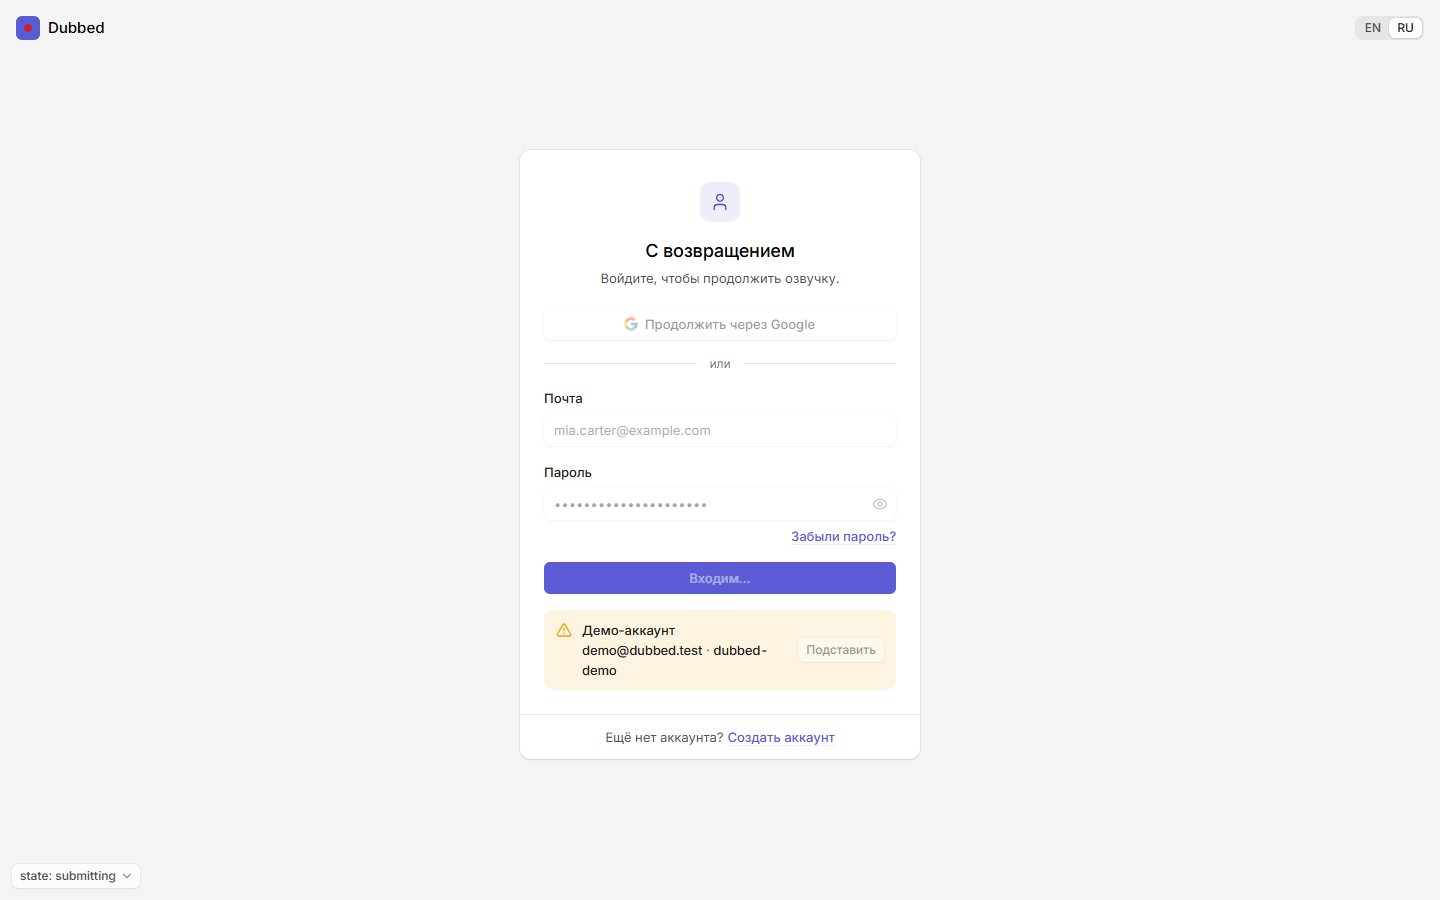 Dubbed
EN RU
С возвращением
Войдите, чтобы продолжить озвучку.
Продолжить через Google
или
Почта
mia.carter@example.com
Пароль
Забыли пароль?
Входим...
Демо-аккаунт
demo@dubbed.test · dubbed-
demo
Подставить
Ещё нет аккаунта? Создать аккаунт
state: submitting